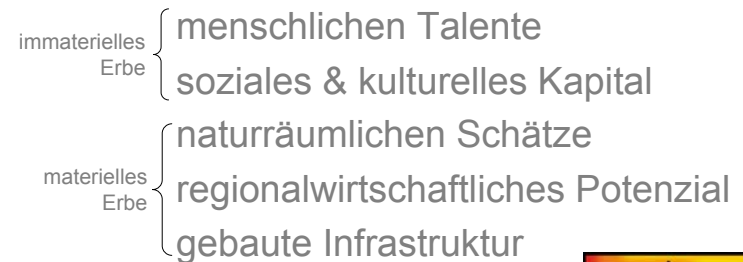 immaterielles
Erbe
menschlichen Talente
soziales & kulturelles Kapital
materielles
Erbe
naturräumlichen Schätze
regionalwirtschaftliches Potenzial
gebaute Infrastruktur